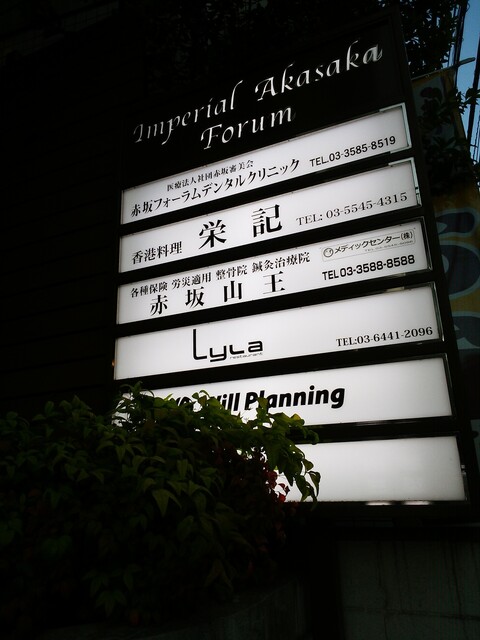 Imperial Akasaka
Forum
医療法人社団赤坂審美会
赤坂フォーラムデンタルクリニック TEL.03-3585-8519
香港料理 栄記 TEL: 03-5545-4315
各種保険 労災適用 整骨院 鍼灸治療院 メディックセンター(株)
赤坂山王 TEL03-3588-8588
Lyla
restaurant
TEL:03-6441-2096
Hill Planning